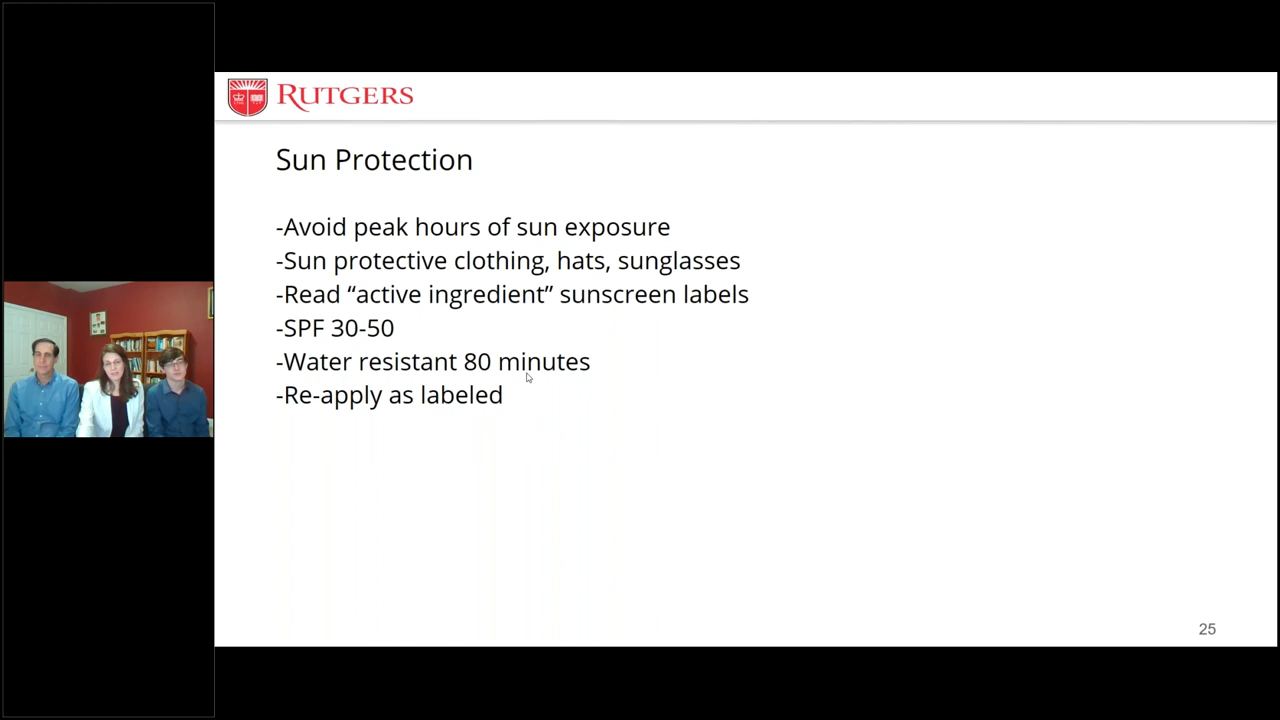 RUTGERS
Sun Protection
-Avoid peak hours of sun exposure
-Sun protective clothing, hats, sunglasses
-Read “active ingredient” sunscreen labels
-SPF 30-50
-Water resistant 80 minutes
-Re-apply as labeled
25